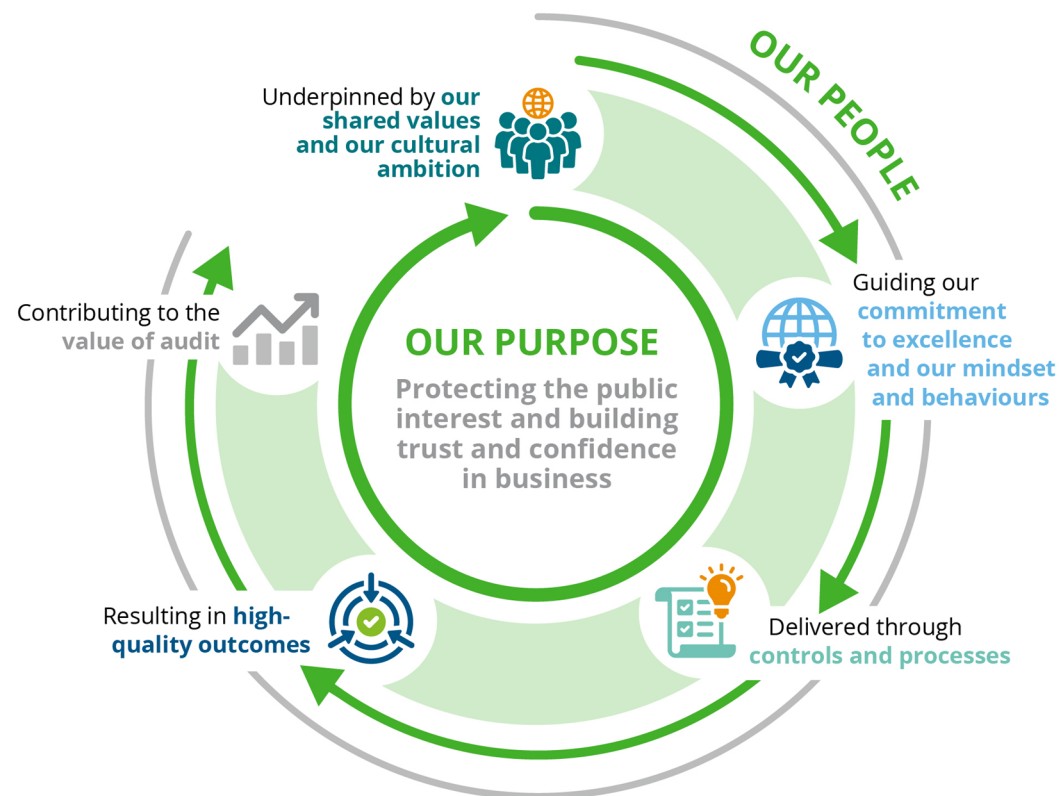 OUR PEOPLE
Underpinned by our
shared values
and our cultural
ambition
Guiding our
commitment
to excellence
and our mindset
and behaviours
Delivered through
controls and processes
Resulting in high-
quality outcomes
Contributing to the
value of audit
OUR PURPOSE
Protecting the public
interest and building
trust and confidence
in business